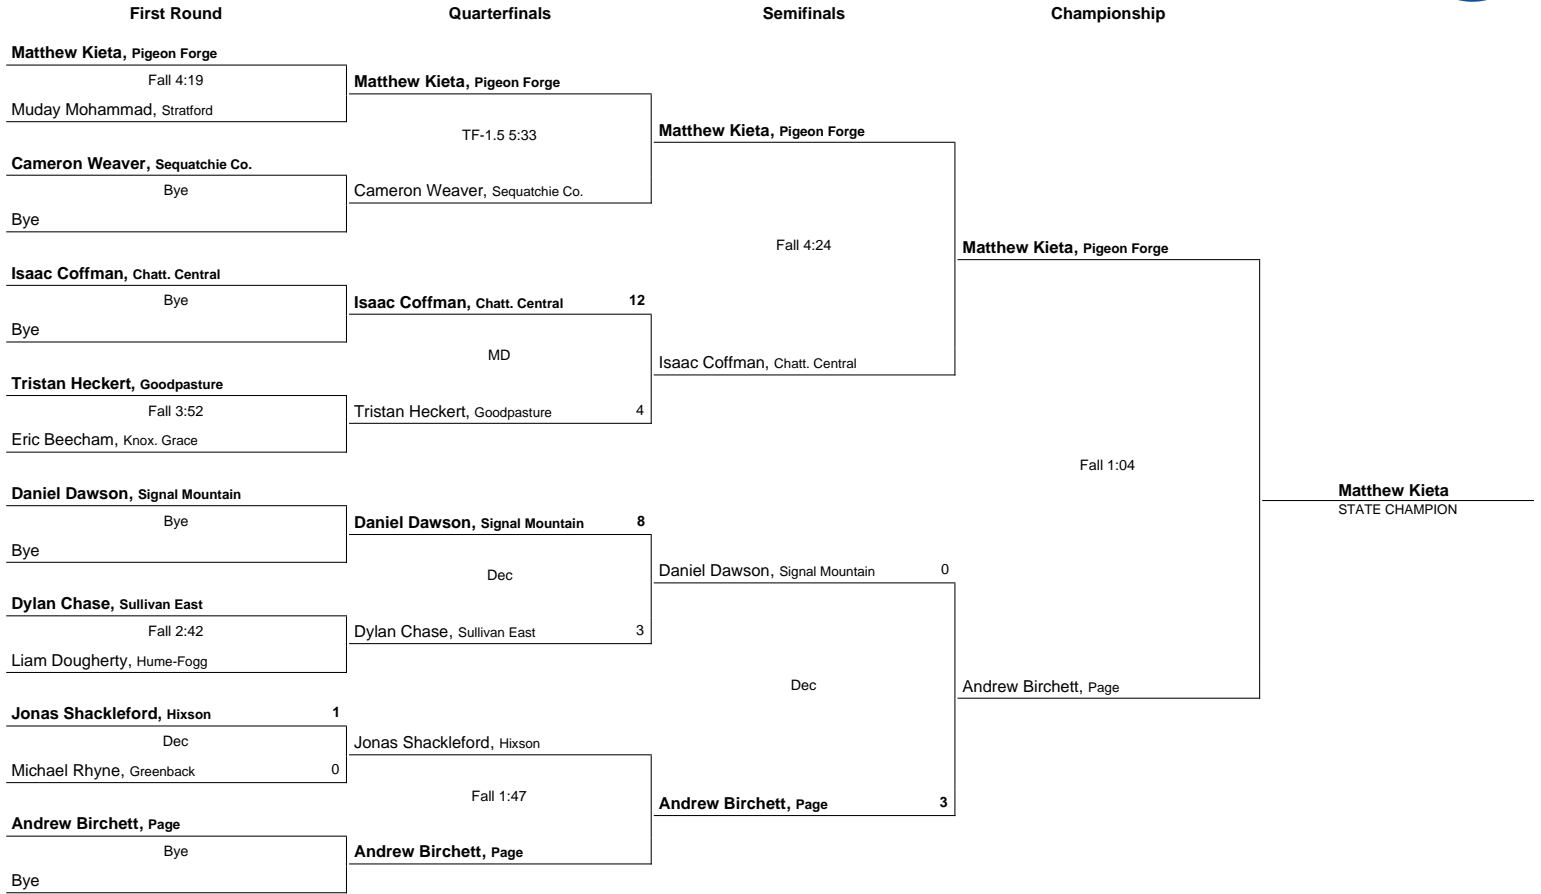 First Round
Quarterfinals
Semifinals
Championship
Matthew Kieta, Pigeon Forge
Fall 4:19
Muday Mohammad, Stratford
Cameron Weaver, Sequatchie Co.
Bye
Bye
Isaac Coffman, Chatt. Central
Bye
Bye
Tristan Heckert, Goodpasture
Fall 3:52
Eric Beecham, Knox. Grace
Daniel Dawson, Signal Mountain
Bye
Bye
Dylan Chase, Sullivan East
Fall 2:42
Liam Dougherty, Hume-Fogg
Jonas Shackleford, Hixson 1
Dec
Michael Rhyne, Greenback 0
Andrew Birchett, Page
Bye
Bye
Matthew Kieta, Pigeon Forge
TF-1.5 5:33
Cameron Weaver, Sequatchie Co.
Isaac Coffman, Chatt. Central 12
MD
Tristan Heckert, Goodpasture 4
Daniel Dawson, Signal Mountain 8
Dec
Dylan Chase, Sullivan East 3
Jonas Shackleford, Hixson
Fall 1:47
Andrew Birchett, Page
Matthew Kieta, Pigeon Forge
Fall 4:24
Isaac Coffman, Chatt. Central
Daniel Dawson, Signal Mountain 0
Dec
Andrew Birchett, Page 3
Matthew Kieta, Pigeon Forge
Fall 1:04
Andrew Birchett, Page
Matthew Kieta
STATE CHAMPION